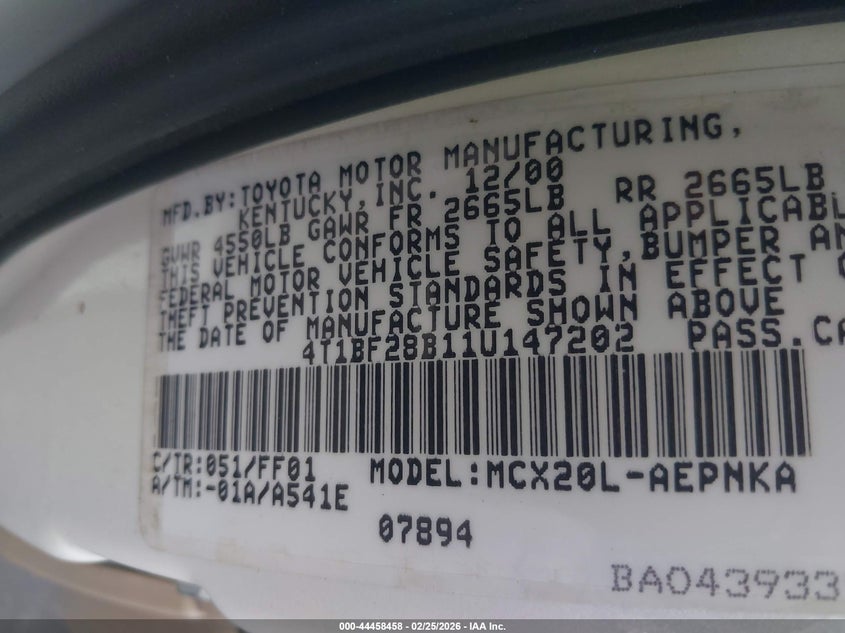 MFD.BY:TOYOTA MOTOR MANUFACTURING,
KENTUCKY,INC. 12/00
GVWR 4550LB GAWR FR 2665LB RR 2665LB
THIS VEHICLE CONFORMS TO ALL APPLICABL
FEDERAL MOTOR VEHICLE SAFETY,BUMPER AN
THEFT PREVENTION STANDARDS IN EFFECT O
THE DATE OF MANUFACTURE SHOWN ABOVE
4T1BF28B11U147202 PASS.CA
C/TR:051/FF01 MODEL:MCX20L-AEPNKA
A/TM:-01A/A541E
07894
BA043933
000-44458458 - 02/25/2026 - IAA Inc.